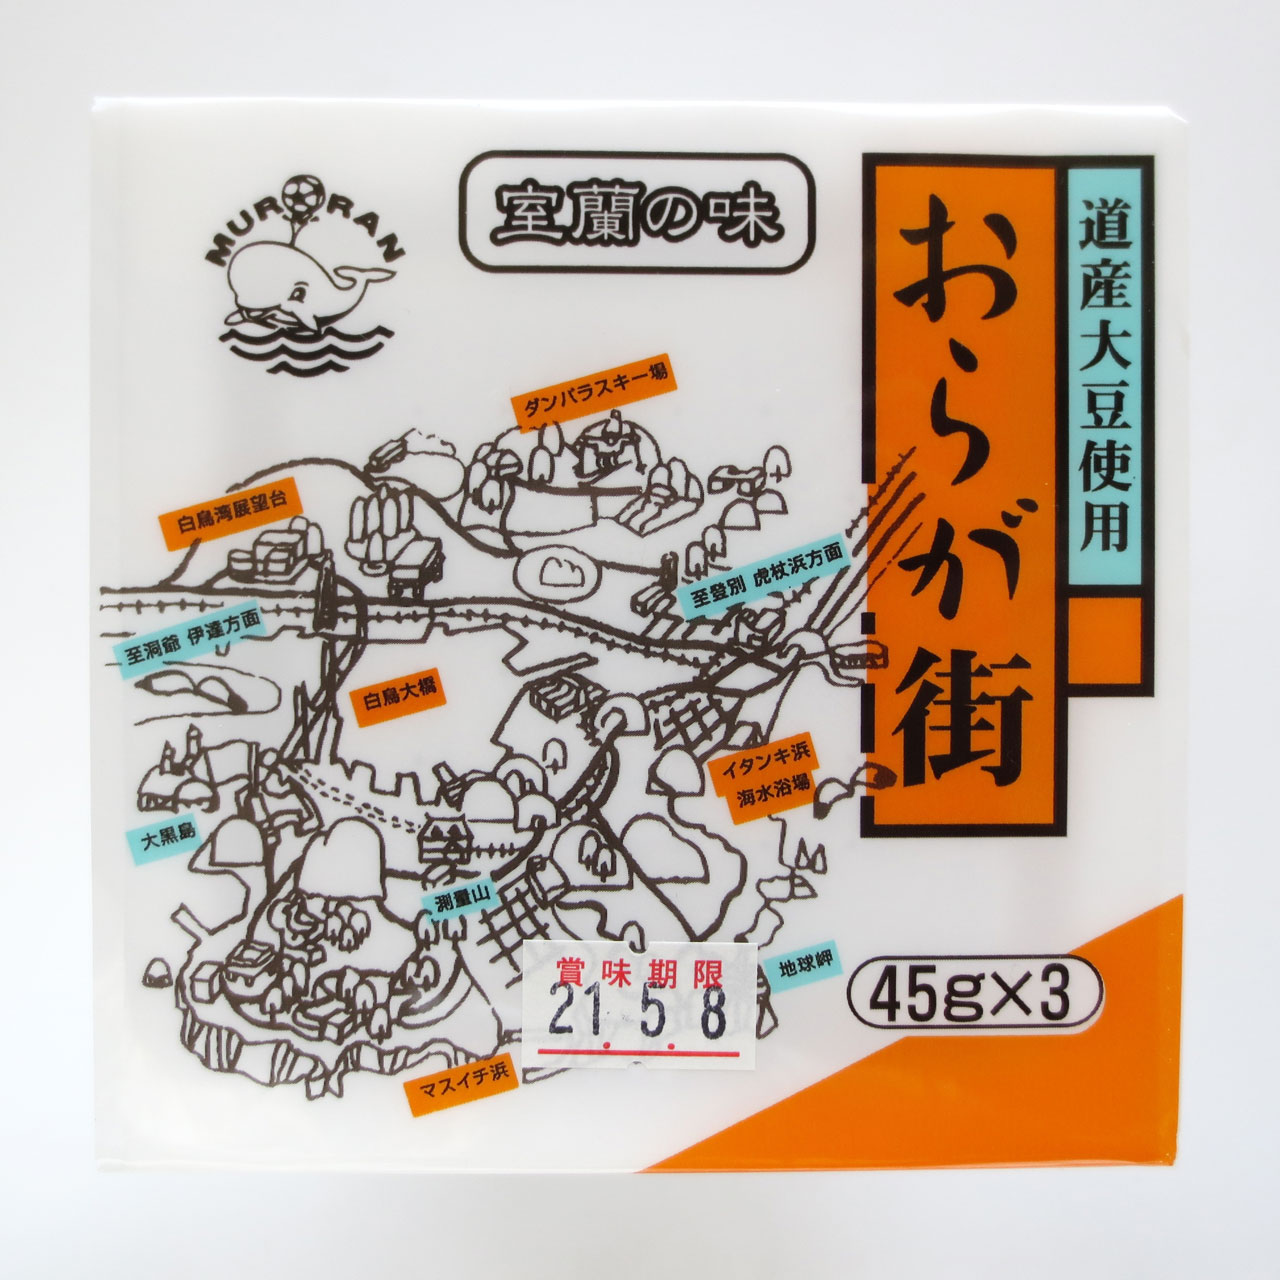 MURORAN
室蘭の味
道産大豆使用
おらが街
ダンパラスキー場
白鳥湾展望台
至登別 虎杖浜方面
至洞爺 伊達方面
白鳥大橋
イタンキ浜
海水浴場
大黒島
測量山
地球岬
賞味期限
21.5.8
45g×3
マスイチ浜